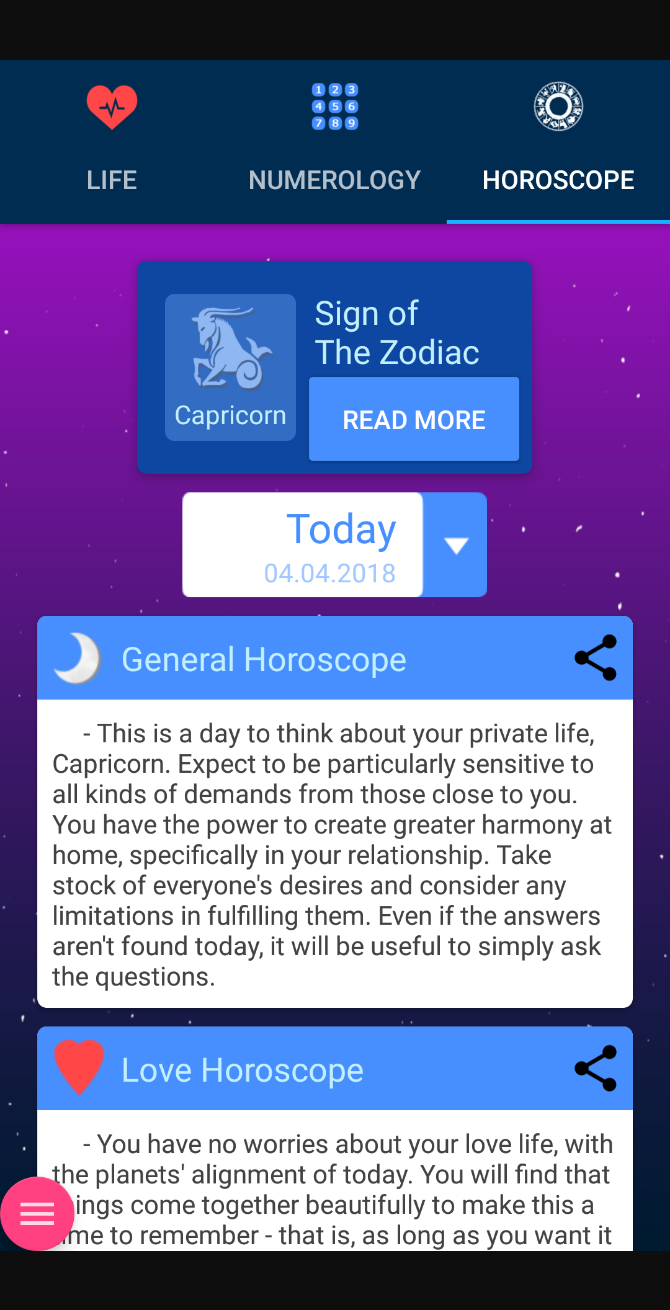 1 2 3
4 5 6
7 8 9
LIFE
NUMEROLOGY
HOROSCOPE
Sign of
The Zodiac
Capricorn
READ MORE
Today
04.04.2018
General Horoscope
- This is a day to think about your private life,
Capricorn. Expect to be particularly sensitive to
all kinds of demands from those close to you.
You have the power to create greater harmony at
home, specifically in your relationship. Take
stock of everyone's desires and consider any
limitations in fulfilling them. Even if the answers
aren't found today, it will be useful to simply ask
the questions.
Love Horoscope
- You have no worries about your love life, with
the planets' alignment of today. You will find that
ings come together beautifully to make this a
me to remember - that is, as long as you want it